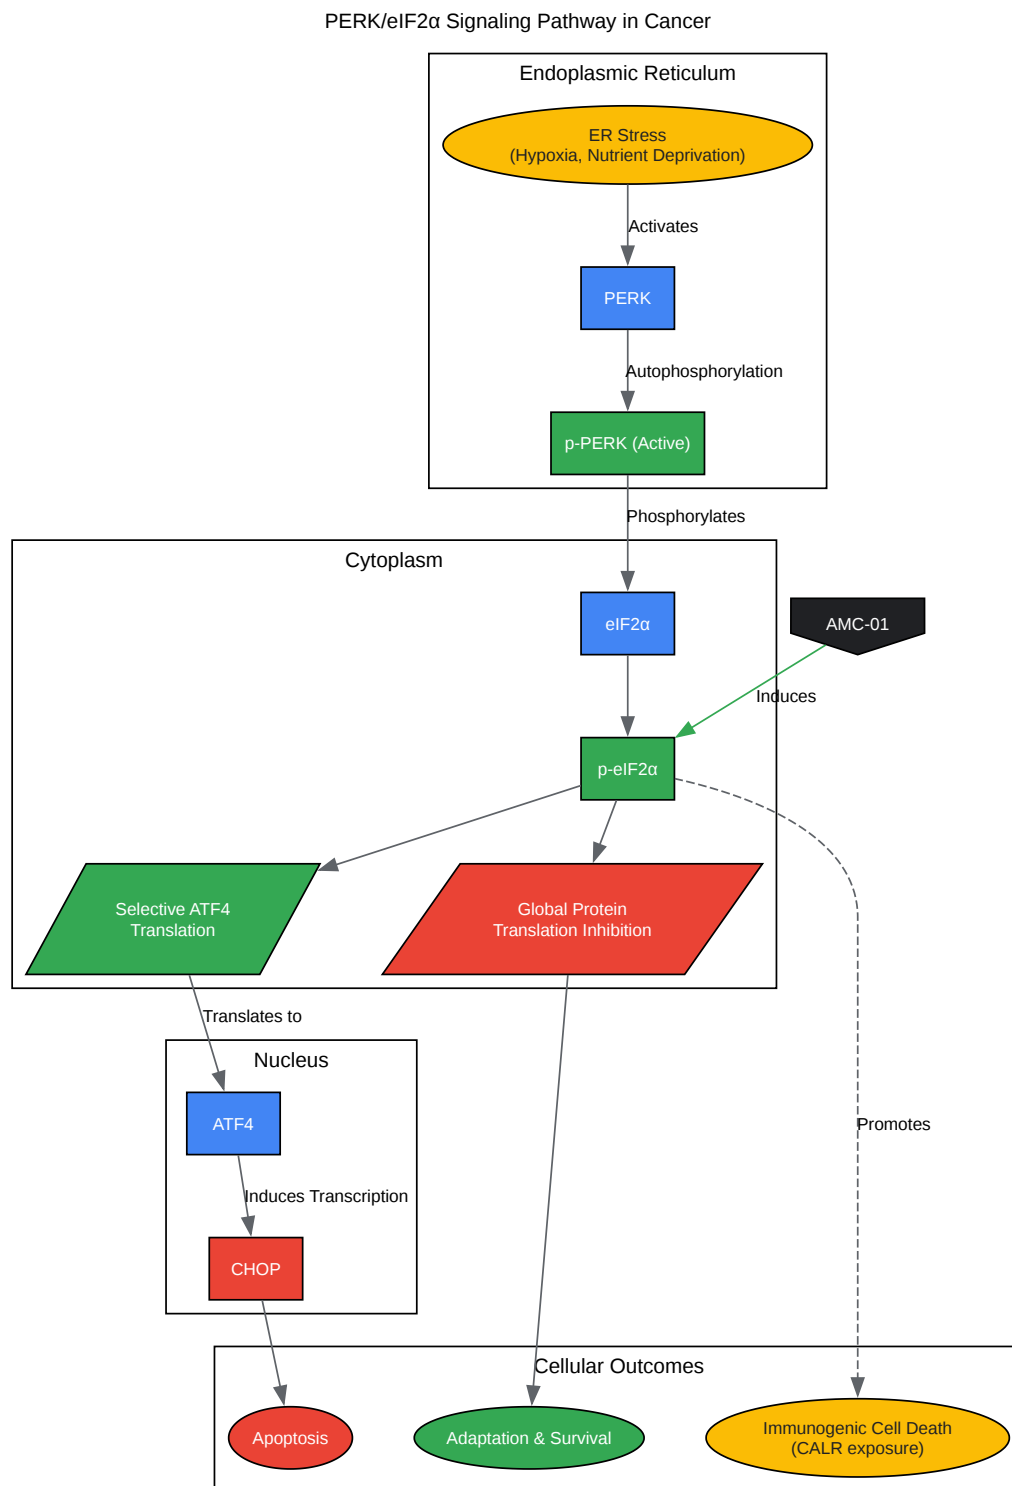 PERK/eIF2α Signaling Pathway in Cancer
Endoplasmic Reticulum
ER Stress
(Hypoxia, Nutrient Deprivation)
Activates
PERK
Autophosphorylation
p-PERK (Active)
Phosphorylates
Cytoplasm
eIF2α
AMC-01
Induces
p-eIF2α
Selective ATF4
Translation
Global Protein
Translation Inhibition
Translates to
Nucleus
ATF4
Promotes
Induces Transcription
CHOP
Cellular Outcomes
Apoptosis
Adaptation & Survival
Immunogenic Cell Death
(CALR exposure)